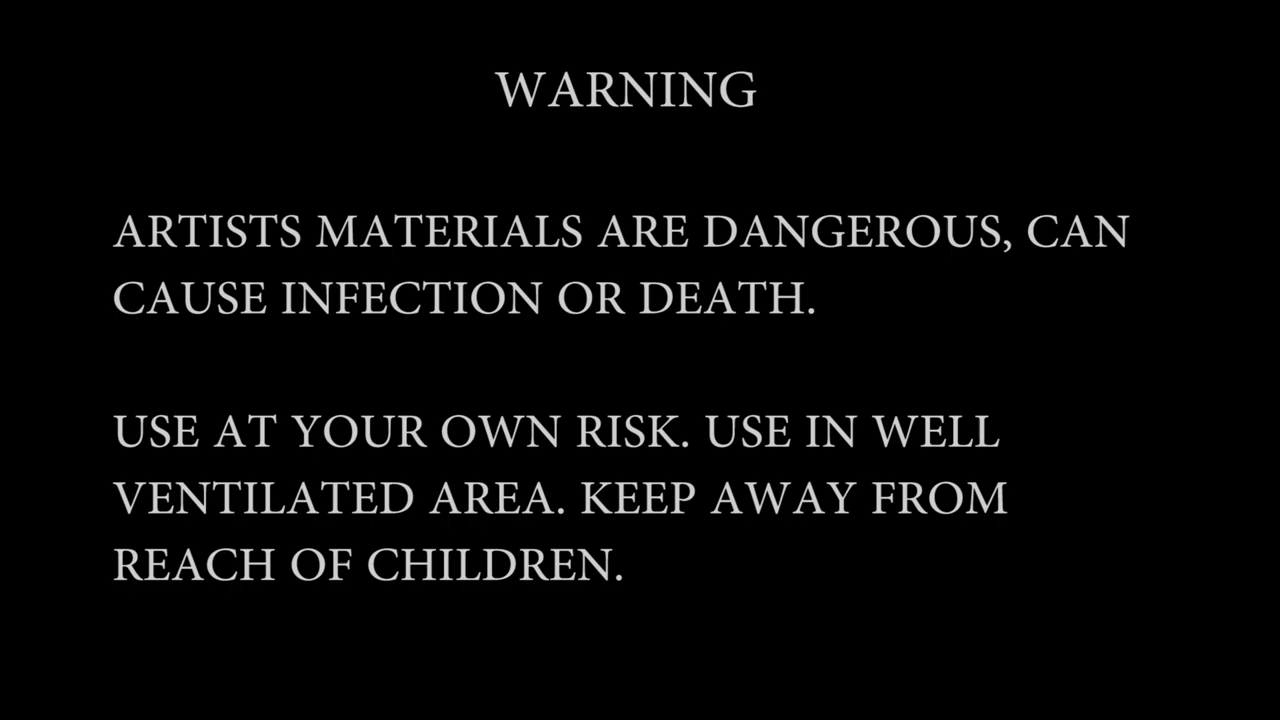 WARNING
ARTISTS MATERIALS ARE DANGEROUS, CAN
CAUSE INFECTION OR DEATH.
USE AT YOUR OWN RISK. USE IN WELL
VENTILATED AREA. KEEP AWAY FROM
REACH OF CHILDREN.